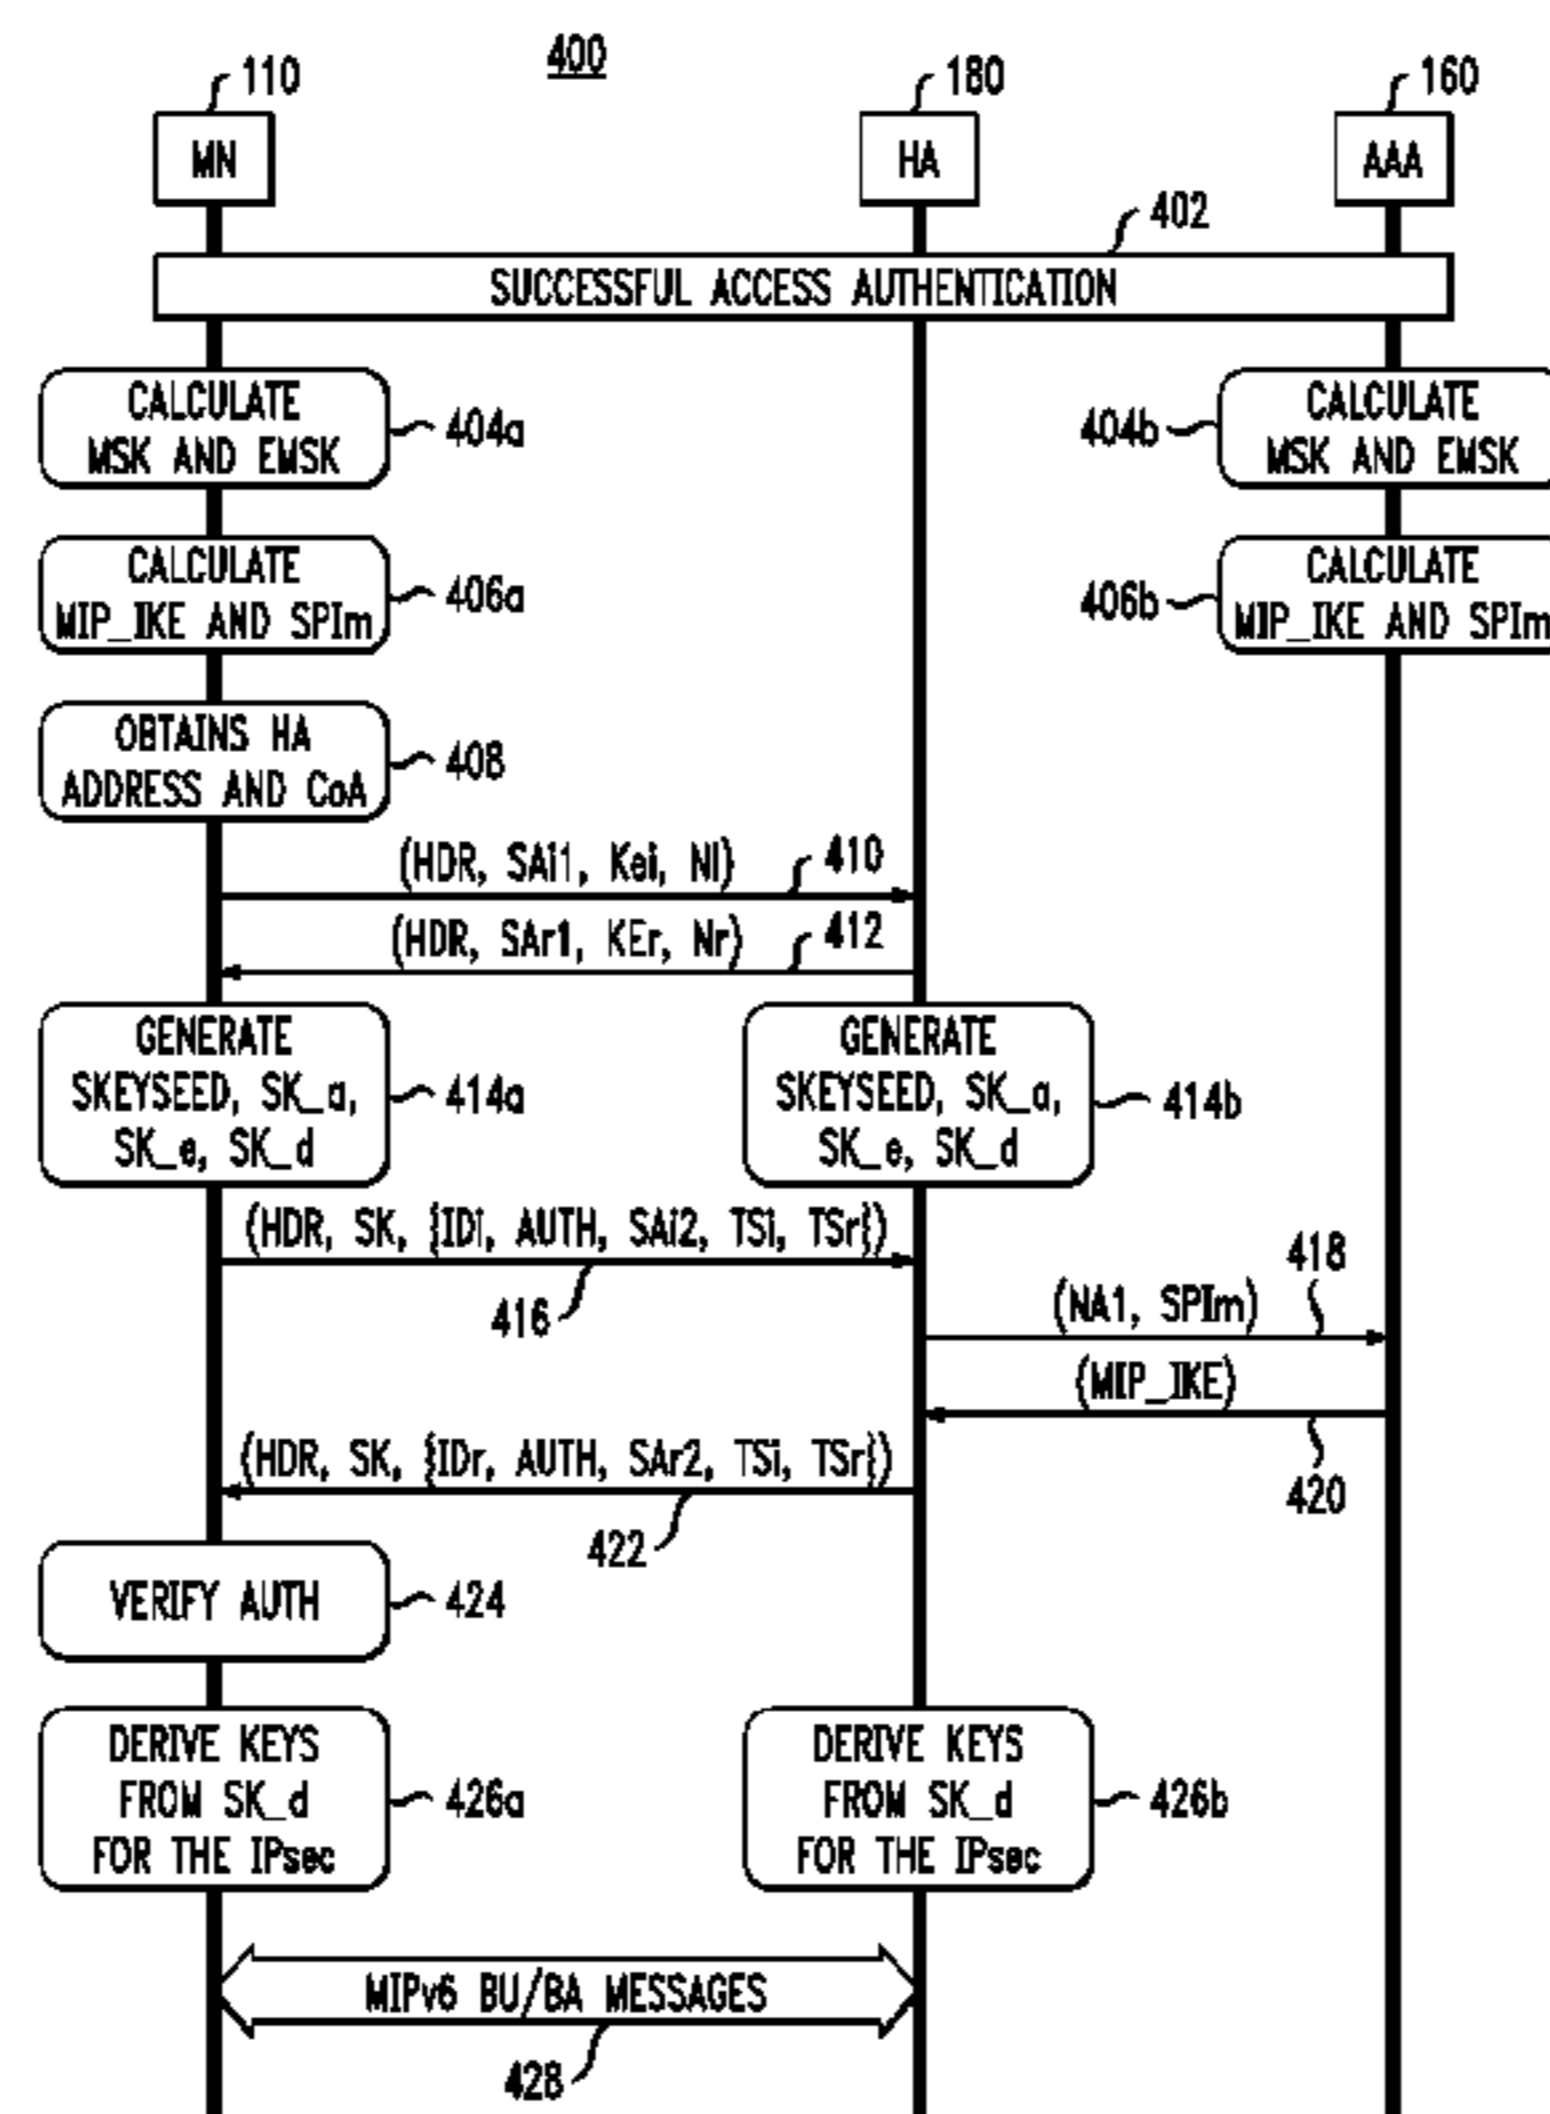 400
110
180
160
MN
HA
AAA
402
SUCCESSFUL ACCESS AUTHENTICATION
CALCULATE
MSK AND EMSK
404a
404b
CALCULATE
MSK AND EMSK
CALCULATE
MIP_IKE AND SPIm
406a
406b
CALCULATE
MIP_IKE AND SPIm
OBTAINS HA
ADDRESS AND CoA
408
(HDR, SAi1, Kei, NI)
410
(HDR, SAr1, KEr, Nr)
412
GENERATE
SKEYSEED, SK_a,
SK_e, SK_d
414a
GENERATE
SKEYSEED, SK_a,
SK_e, SK_d
414b
(HDR, SK, {IDi, AUTH, SAi2, TSi, TSr})
416
418
(NA1, SPIm)
(MIP_IKE)
420
(HDR, SK, {IDr, AUTH, SAr2, TSi, TSr})
422
VERIFY AUTH
424
DERIVE KEYS
FROM SK_d
FOR THE IPsec
426a
DERIVE KEYS
FROM SK_d
FOR THE IPsec
426b
MIPv6 BU/BA MESSAGES
428